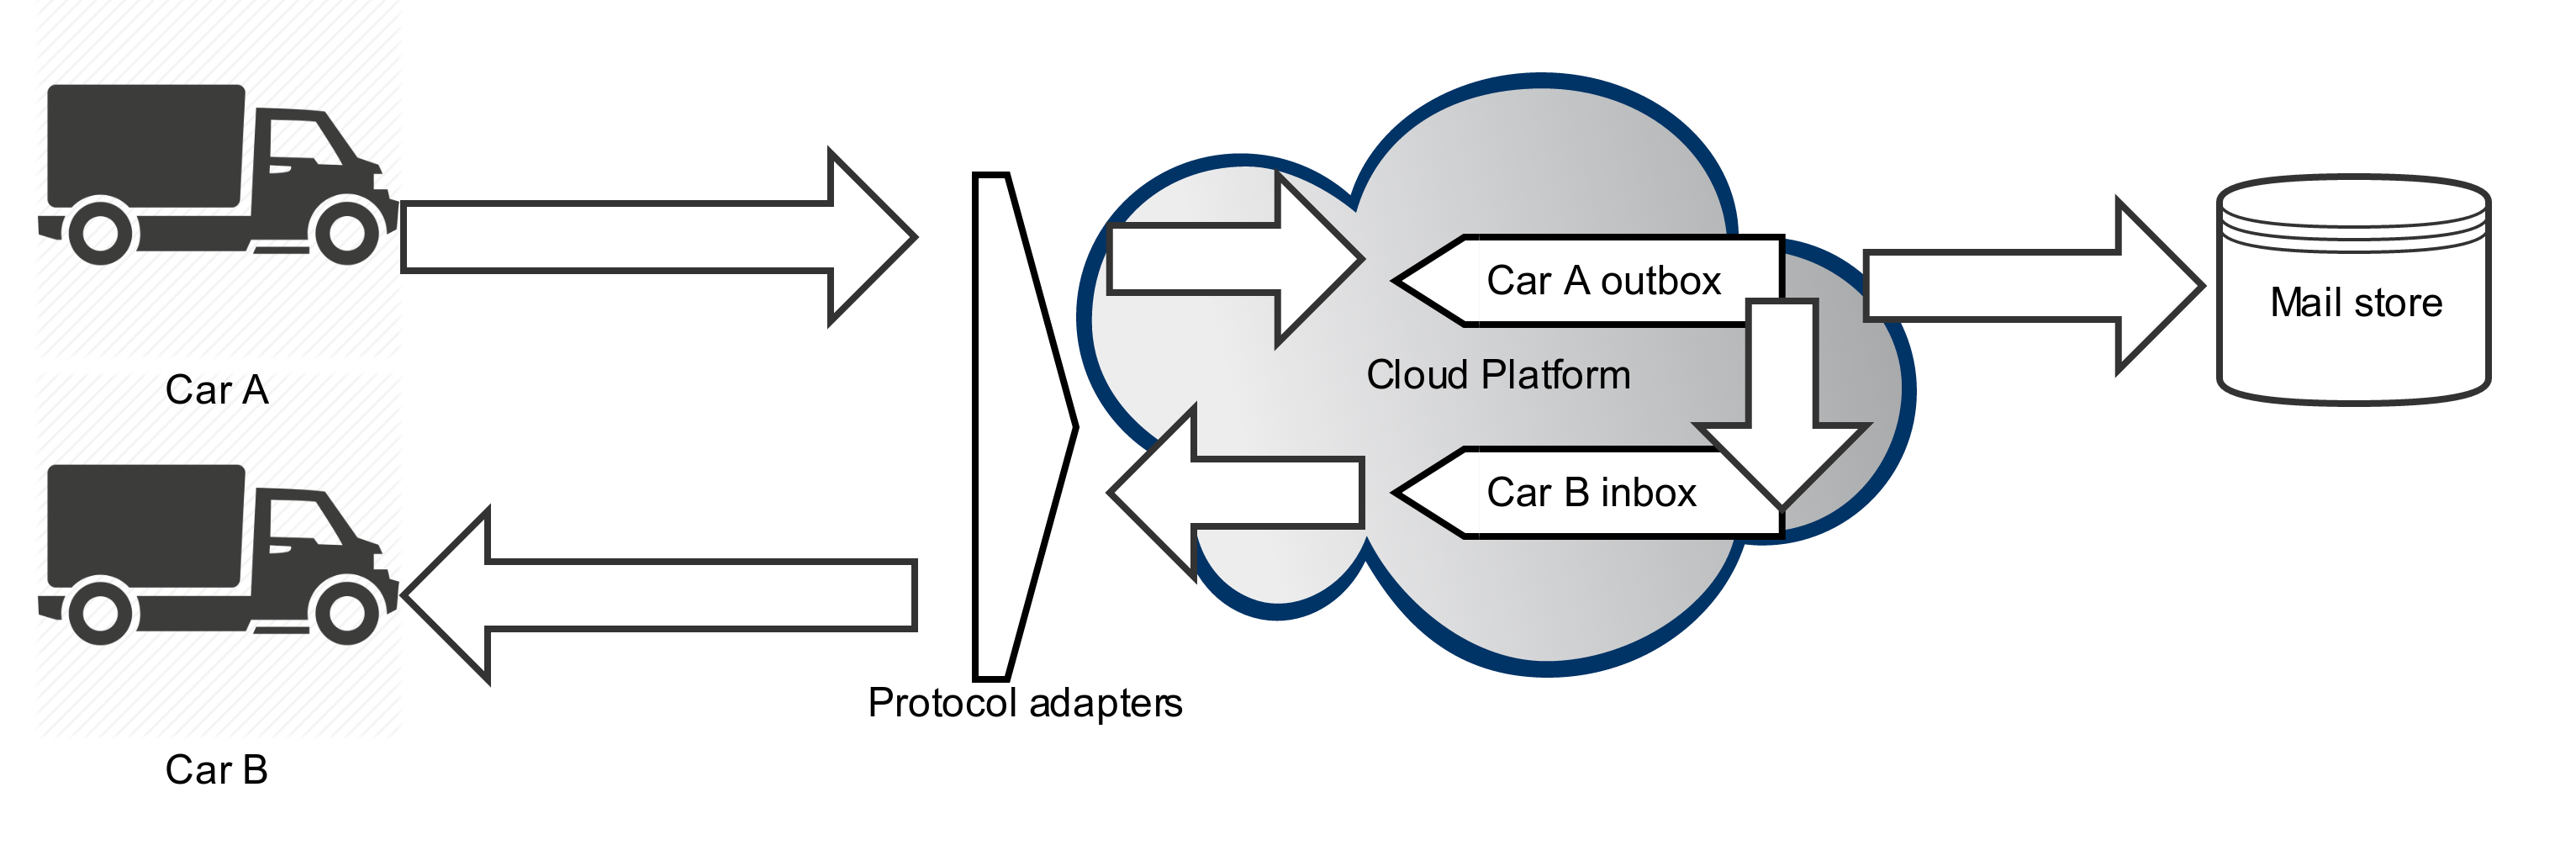 Car A outbox
Mail store
Cloud Platform
Car A
Car B inbox
Protocol adapters
Car B